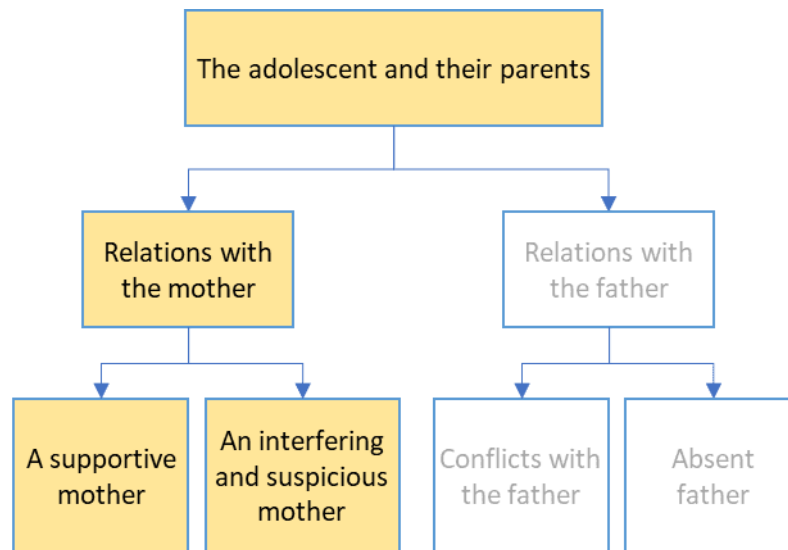 The adolescent and their parents
Relations with
the mother
Relations with
the father
A supportive
mother
An interfering
and suspicious
mother
Conflicts with
the father
Absent
father